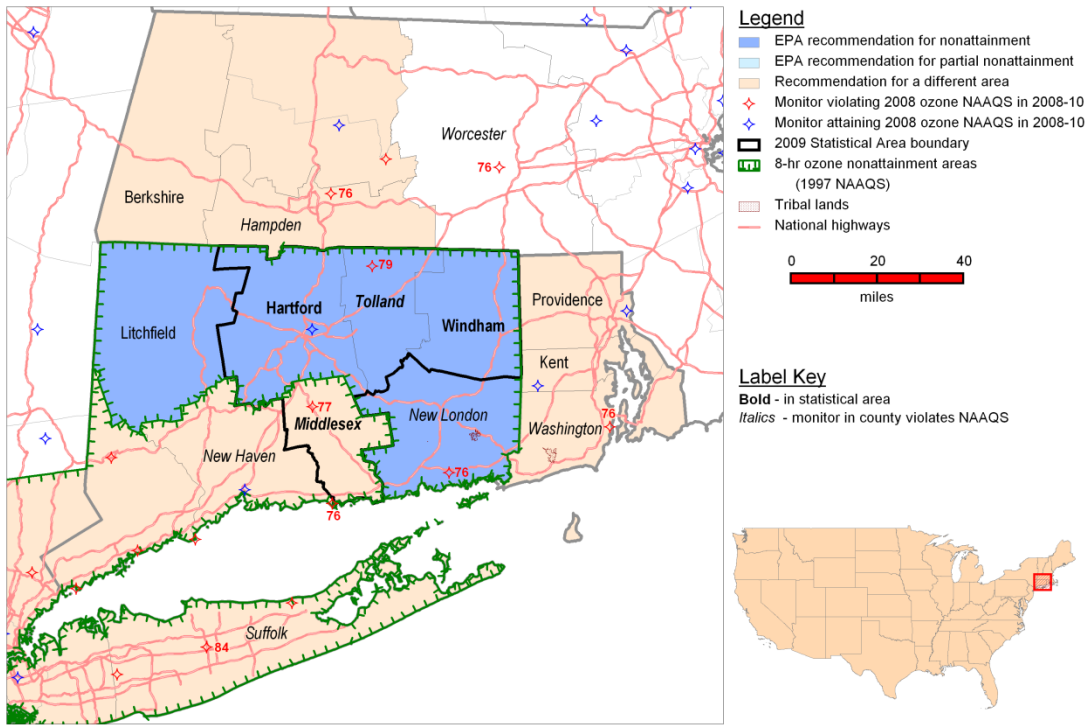 Worcester
76
76
Berkshire
Hampden
79
Hartford
Tolland
Providence
Litchfield
Windham
Kent
77
New London
76
Middlesex
Washington
New Haven
76
76
Suffolk
84
Legend
EPA recommendation for nonattainment
EPA recommendation for partial nonattainment
Recommendation for a different area
Monitor violating 2008 ozone NAAQS in 2008-10
Monitor attaining 2008 ozone NAAQS in 2008-10
2009 Statistical Area boundary
8-hr ozone nonattainment areas
(1997 NAAQS)
Tribal lands
National highways
0 20 40
miles
Label Key
Bold - in statistical area
Italics - monitor in county violates NAAQS